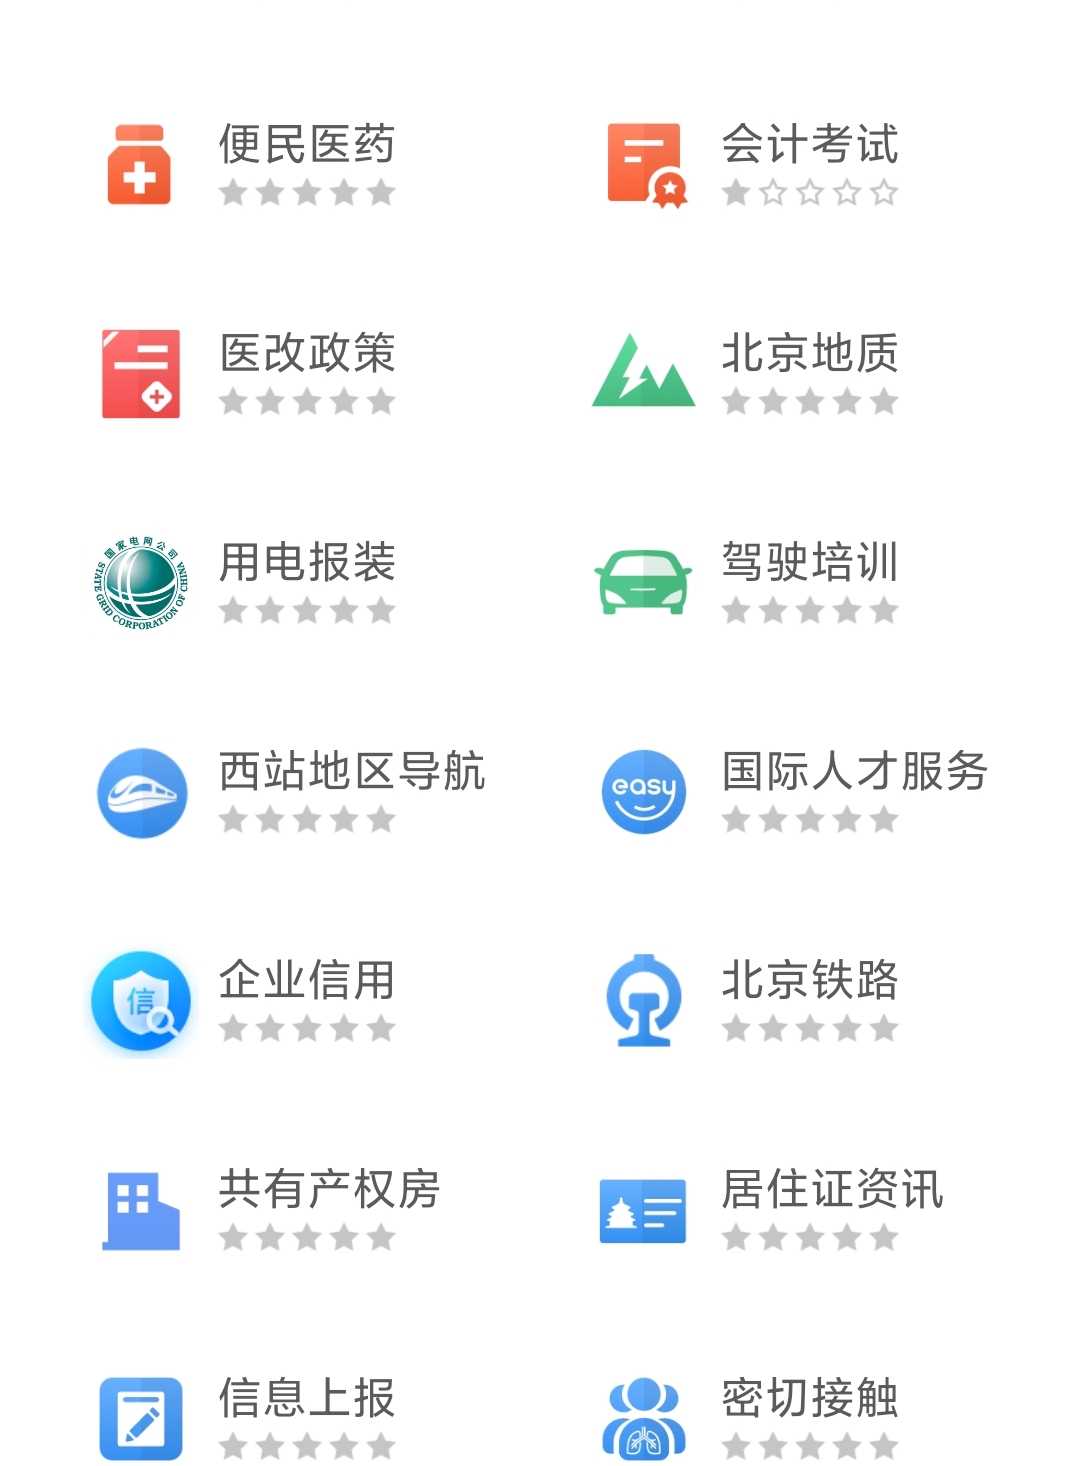 便民医药
会计考试
医改政策
北京地质
国家电网公司
STATE GRID CORPORATION OF CHINA
用电报装
驾驶培训
西站地区导航
easy
国际人才服务
信
企业信用
北京铁路
共有产权房
居住证资讯
信息上报
密切接触